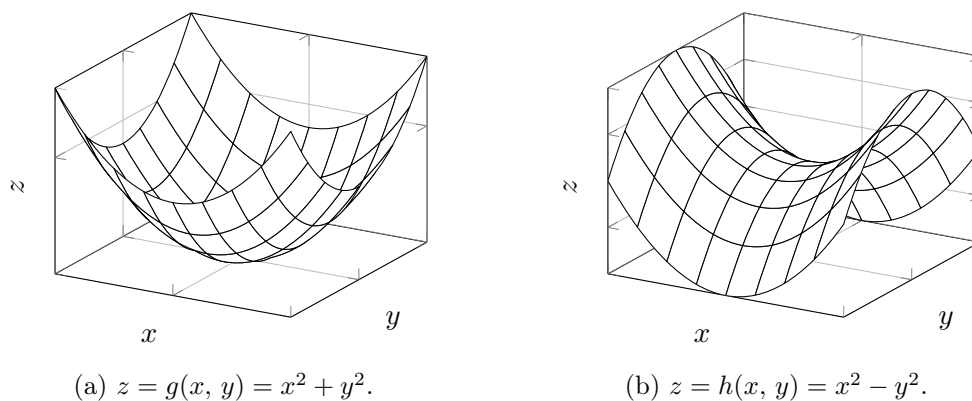 z
x
y
(a) z = g(x, y) = x² + y².
z
x
y
(b) z = h(x, y) = x² − y².